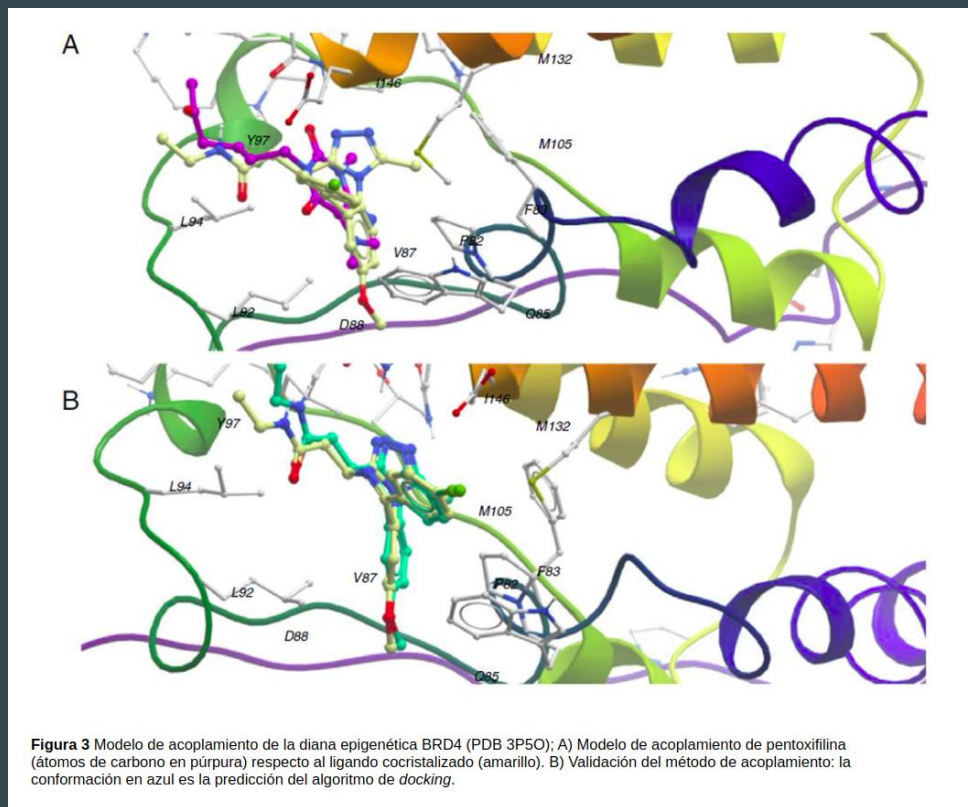 A
M132
I146
Y97
M105
L94
F83
P82
V87
L92
Q85
D88
B
I146
Y97
M132
L94
M105
F83
V87
P82
L92
D88
Q85
Figura 3 Modelo de acoplamiento de la diana epigenética BRD4 (PDB 3P5O); A) Modelo de acoplamiento de pentoxifilina
(átomos de carbono en púrpura) respecto al ligando cocristalizado (amarillo). B) Validación del método de acoplamiento: la
conformación en azul es la predicción del algoritmo de docking.